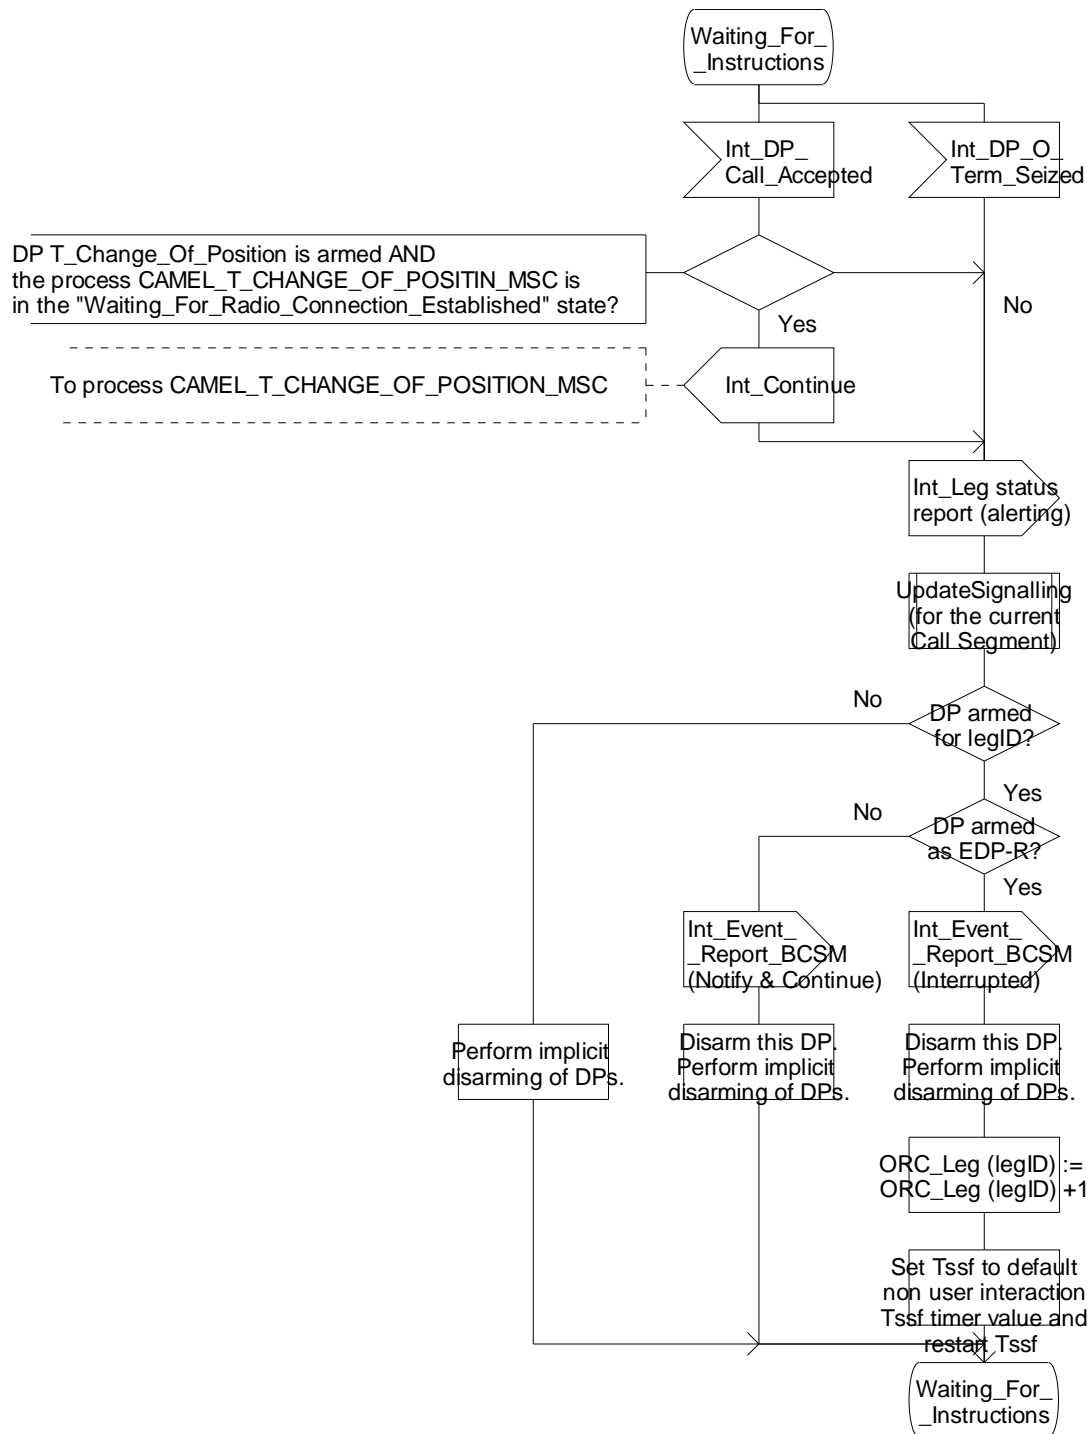 Waiting_For_
_Instructions
Int_DP_
Call_Accepted
Int_DP_O_
Term_Seized
DP T_Change_Of_Position is armed AND
the process CAMEL_T_CHANGE_OF_POSITIN_MSC is
in the "Waiting_For_Radio_Connection_Established" state?
No
Yes
To process CAMEL_T_CHANGE_OF_POSITION_MSC
Int_Continue
Int_Leg status
report (alerting)
UpdateSignalling
(for the current
Call Segment)
No
DP armed
for legID?
Yes
No
DP armed
as EDP-R?
Yes
Int_Event_
_Report_BCSM
(Notify & Continue)
Int_Event_
_Report_BCSM
(Interrupted)
Perform implicit
disarming of DPs.
Disarm this DP.
Perform implicit
disarming of DPs.
Disarm this DP.
Perform implicit
disarming of DPs.
ORC_Leg (legID) :=
ORC_Leg (legID) +1
Set Tssf to default
non user interaction
Tssf timer value and
restart Tssf
Waiting_For_
_Instructions